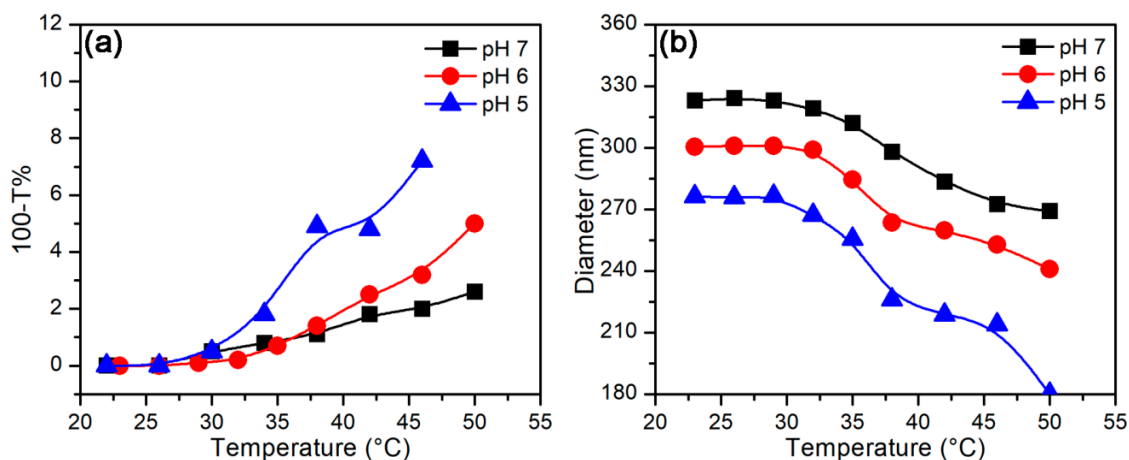 (a)
pH 7
pH 6
pH 5
12
10
8
6
4
2
0
100-T%
20 25 30 35 40 45 50 55
Temperature (°C)
(b)
pH 7
pH 6
pH 5
360
330
300
270
240
210
180
Diameter (nm)
20 25 30 35 40 45 50 55
Temperature (°C)